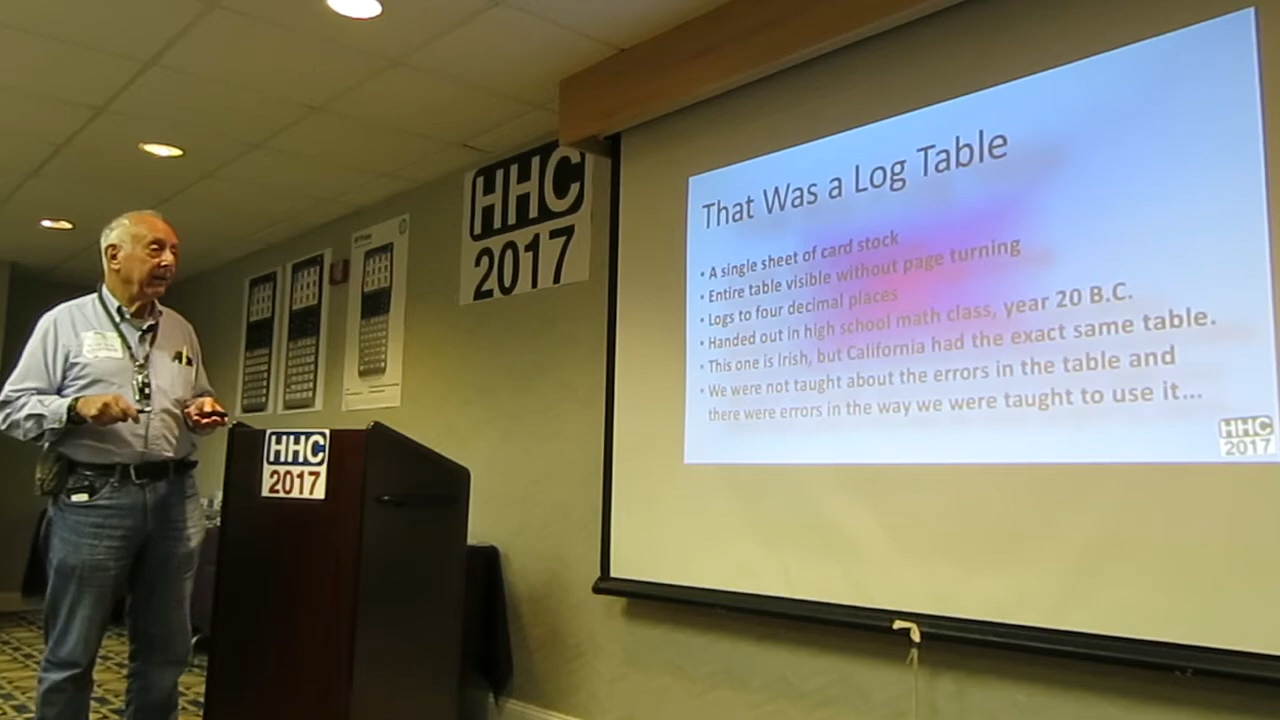 HHC
2017
HHC
2017
That Was a Log Table
• A single sheet of card stock
• Entire table visible without page turning
• Logs to four decimal places
• Handed out in high school math class, year 20 B.C.
• This one is Irish, but California had the exact same table.
• We were not taught about the errors in the table and
there were errors in the way we were taught to use it...
HHC
2017